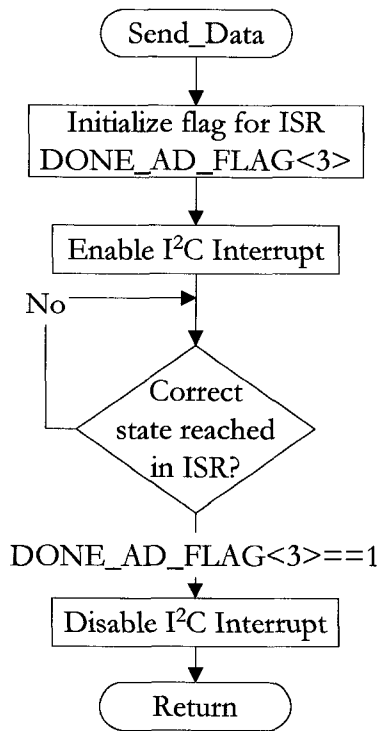 Send_Data
Initialize flag for ISR
DONE_AD_FLAG<3>
Enable I²C Interrupt
No
Correct
state reached
in ISR?
DONE_AD_FLAG<3>==1
Disable I²C Interrupt
Return